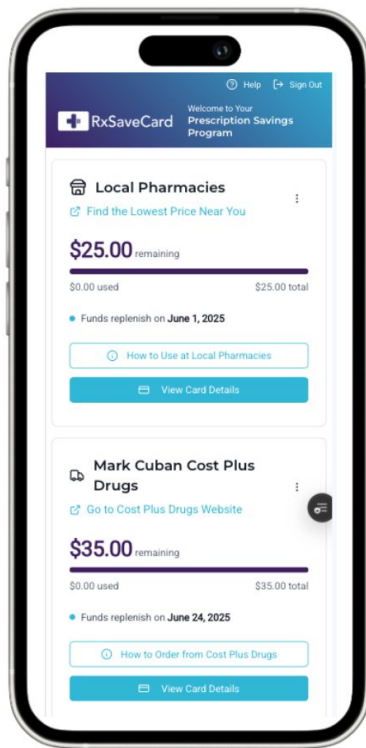 Help Sign Out
RxSaveCard
Welcome to Your
Prescription Savings
Program
Local Pharmacies
Find the Lowest Price Near You
$25.00 remaining
$0.00 used $25.00 total
Funds replenish on June 1, 2025
How to Use at Local Pharmacies
View Card Details
Mark Cuban Cost Plus
Drugs
Go to Cost Plus Drugs Website
$35.00 remaining
$0.00 used $35.00 total
Funds replenish on June 24, 2025
How to Order from Cost Plus Drugs
View Card Details